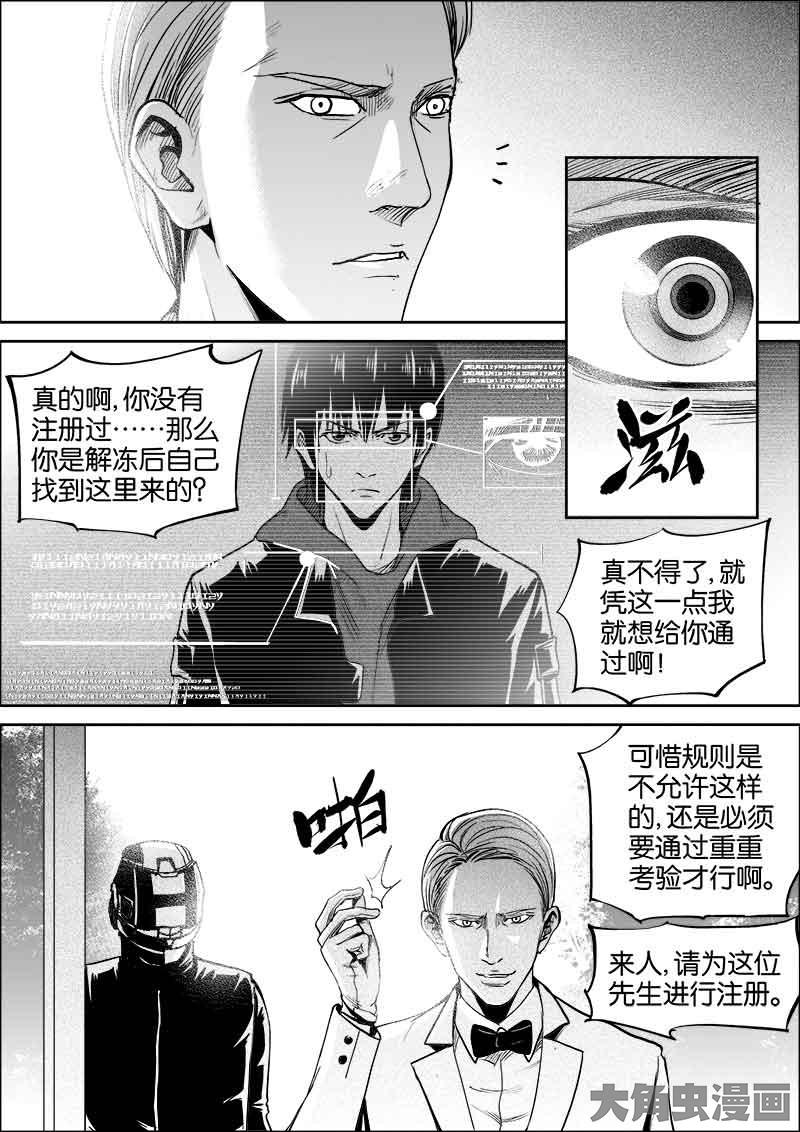 滋
真的啊，你没有
注册过……那么
你是解冻后自己
找到这里来的？
真不得了，就
凭这一点我
就想给你通
过啊！
可惜规则是
不允许这样
的，还是必须
要通过重重
考验才行啊。
啪
来人，请为这位
先生进行注册。
大角虫漫画